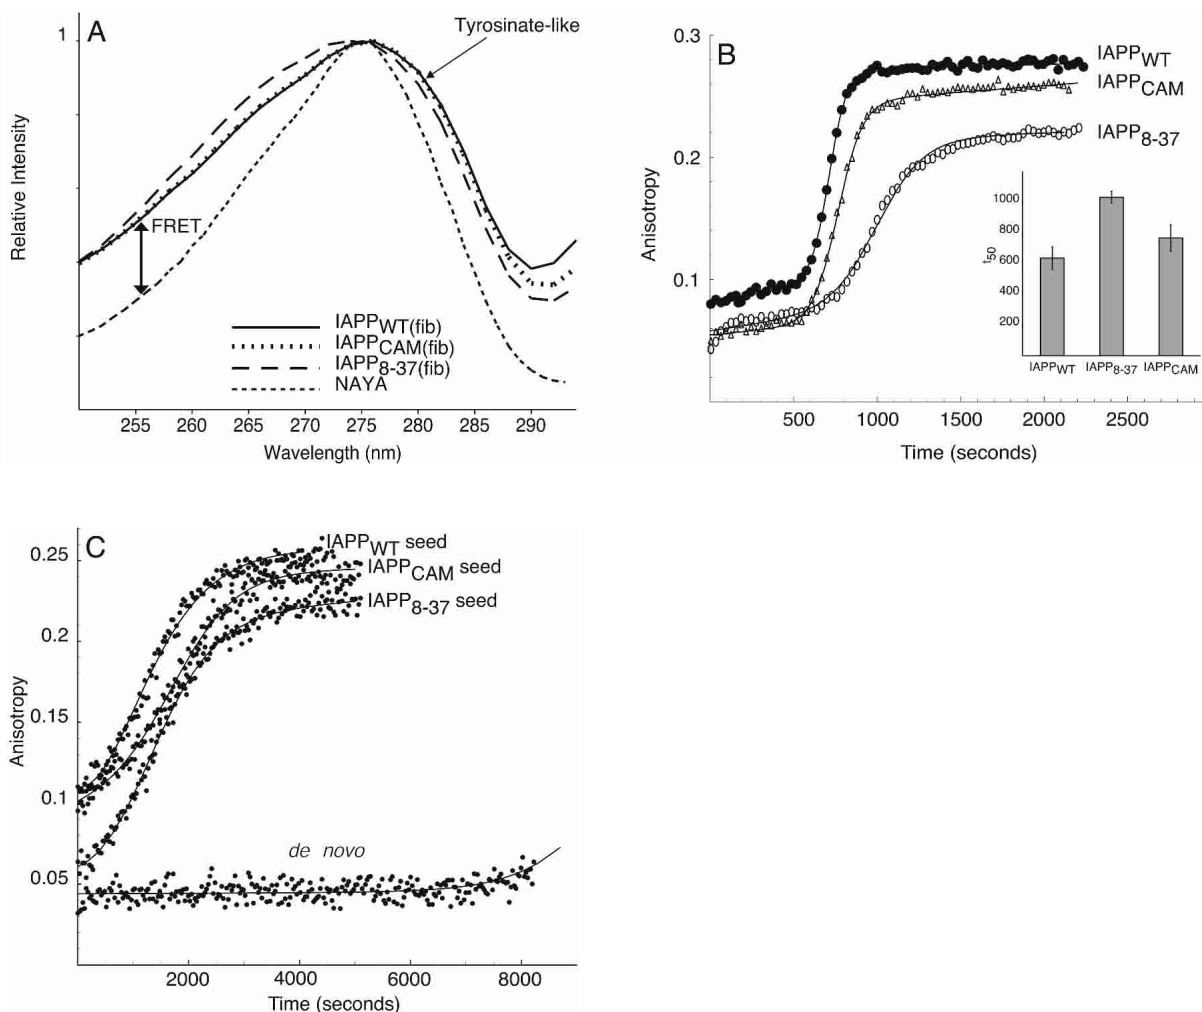 A
Tyrosinate-like
1
Relative Intensity
FRET
IAPPWT(fib)
IAPPCAM(fib)
IAPP8-37(fib)
NAYA
255 260 265 270 275 280 285 290
Wavelength (nm)
B
0.3
0.2
0.1
Anisotropy
IAPPWT
IAPPCAM
IAPP8-37
1000
800
600
400
200
t50
IAPPWT IAPP8-37 IAPPCAM
500 1000 1500 2000 2500
Time (seconds)
C
0.25
0.2
0.15
0.1
0.05
Anisotropy
IAPPWT seed
IAPPCAM seed
IAPP8-37 seed
de novo
2000 4000 6000 8000
Time (seconds)